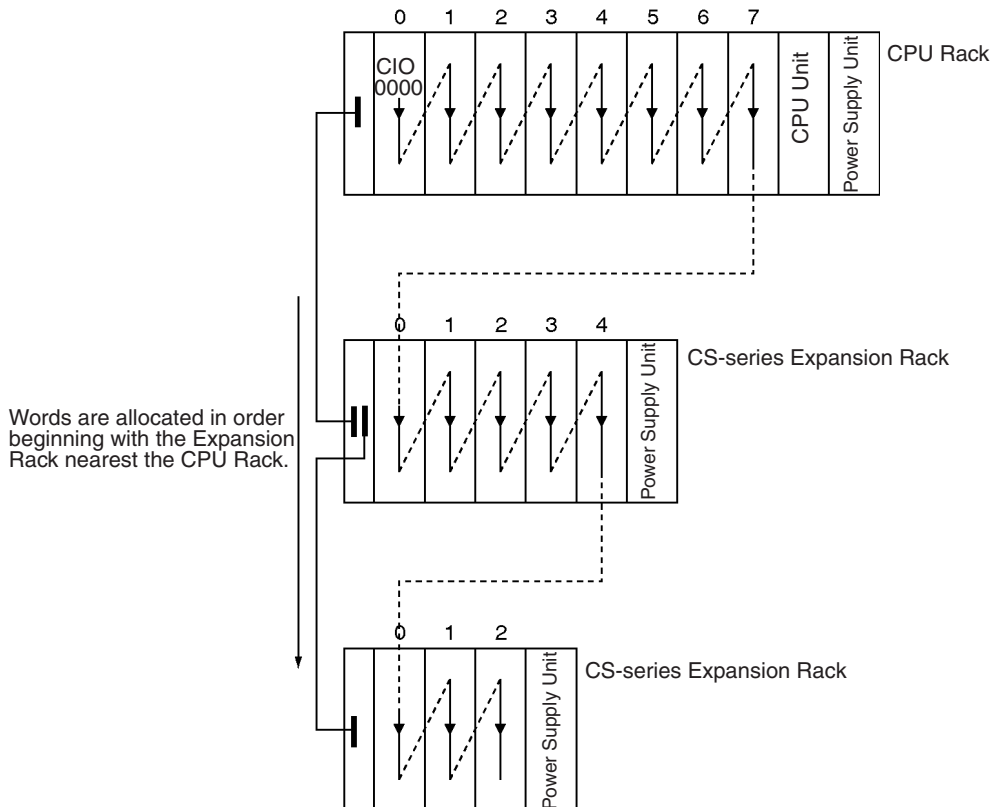 0 1 2 3 4 5 6 7
CIO
0000
CPU Unit
Power Supply Unit
CPU Rack
0 1 2 3 4
Power Supply Unit
CS-series Expansion Rack
Words are allocated in order
beginning with the Expansion
Rack nearest the CPU Rack.
0 1 2
Power Supply Unit
CS-series Expansion Rack